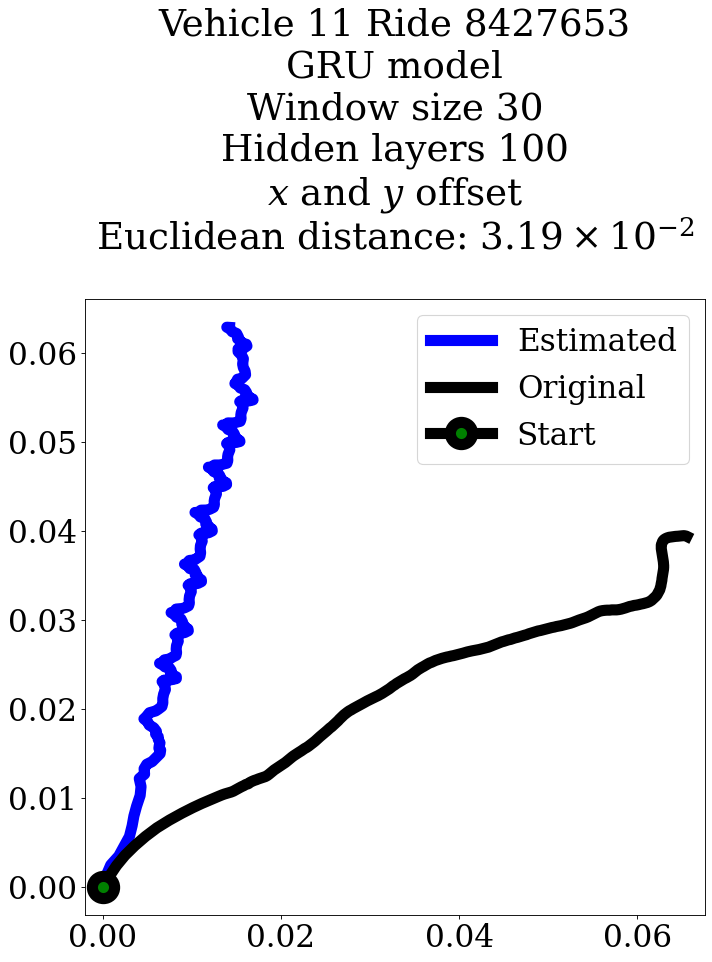 Vehicle 11 Ride 8427653
GRU model
Window size 30
Hidden layers 100
x and y offset
Euclidean distance: 3.19 × 10⁻²
Estimated
Original
Start
0.06
0.05
0.04
0.03
0.02
0.01
0.00
0.00 0.02 0.04 0.06